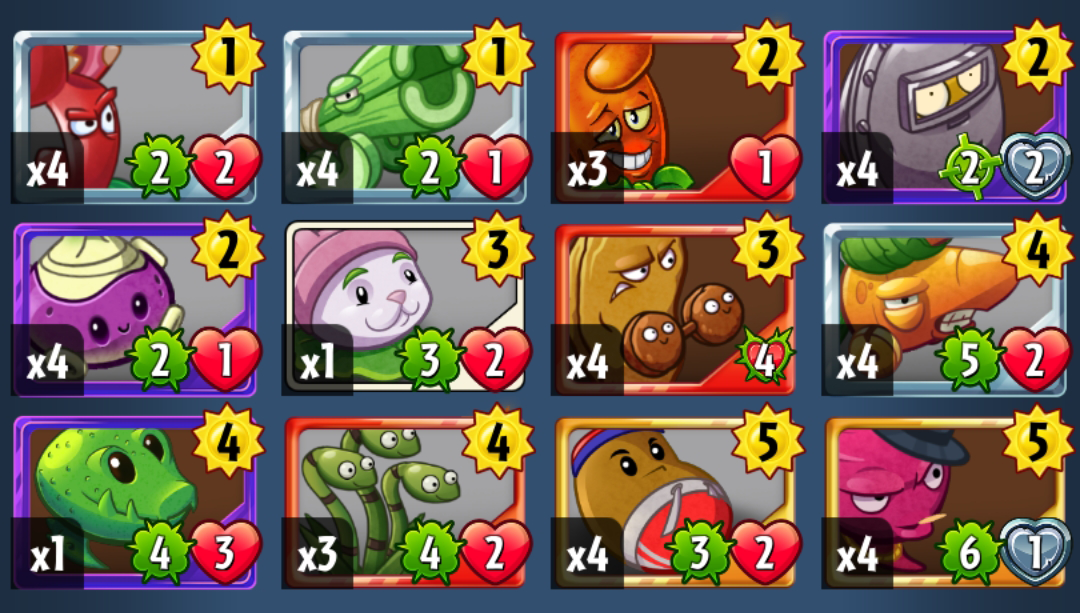 1 1 2 2
x4 2 2 x4 2 1 x3 1 x4 2 2
2 3 3 4
x4 2 1 x1 3 2 x4 4 x4 5 2
4 4 5 5
x1 4 3 x3 4 2 x4 3 2 x4 6 1